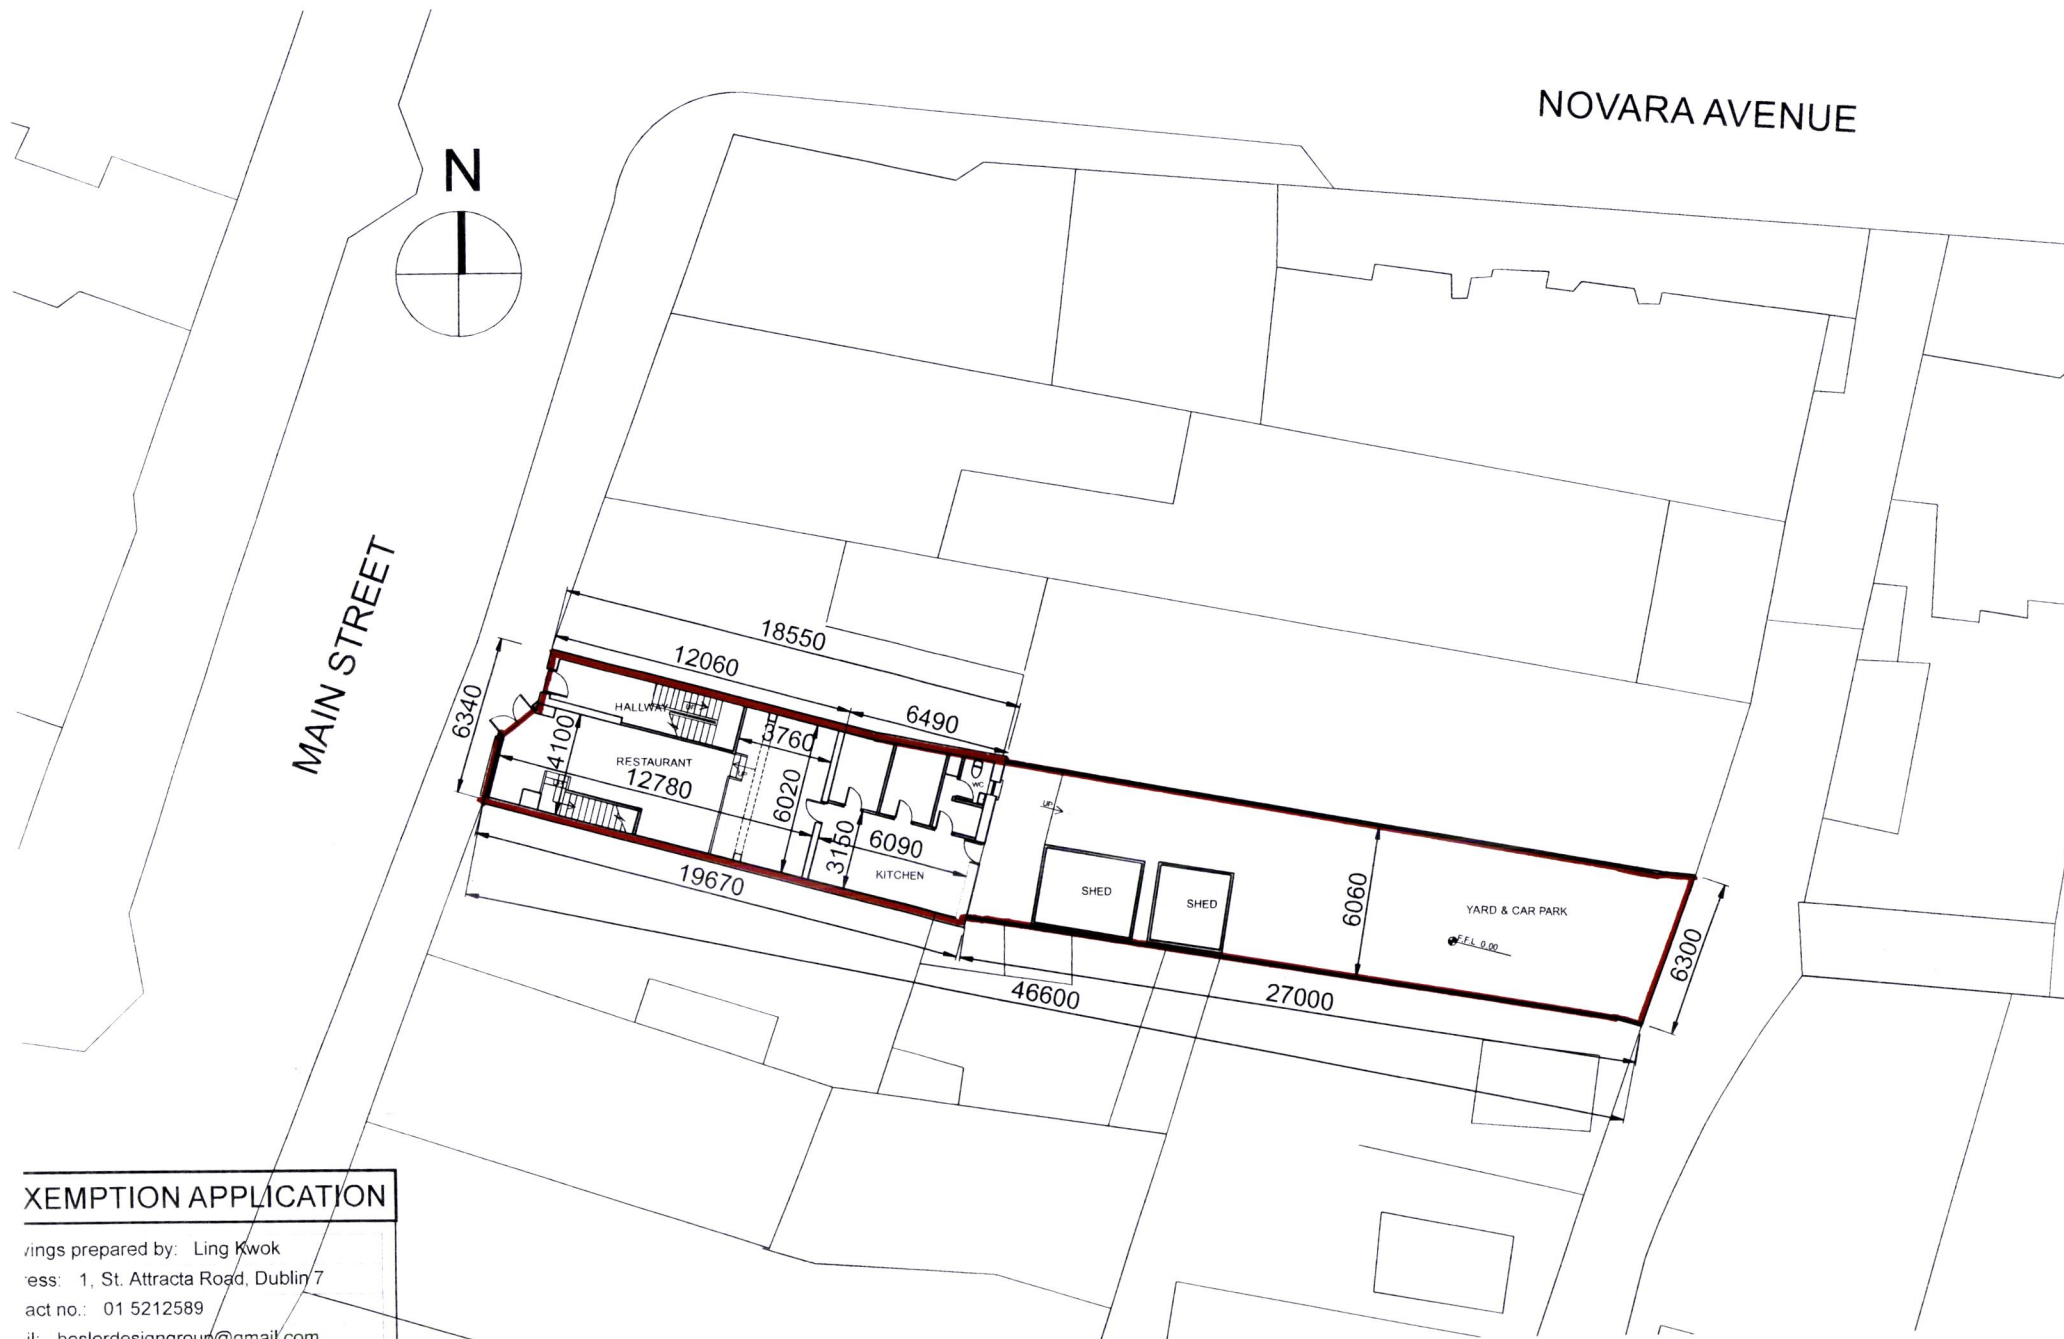 NOVARA AVENUE
N
MAIN STREET
18550
12060
6490
6340
HALLWAY
UP
4100
3760
RESTAURANT
12780
6020
WC
3150
6090
KITCHEN
19670
UP
SHED
SHED
6060
YARD & CAR PARK
F.F.L 0.00
6300
46600
27000
XEMPTION APPLICATION
prepared by: Ling Kwok
1, St. Attracta Road, Dublin 7
act no.: 01 5212589